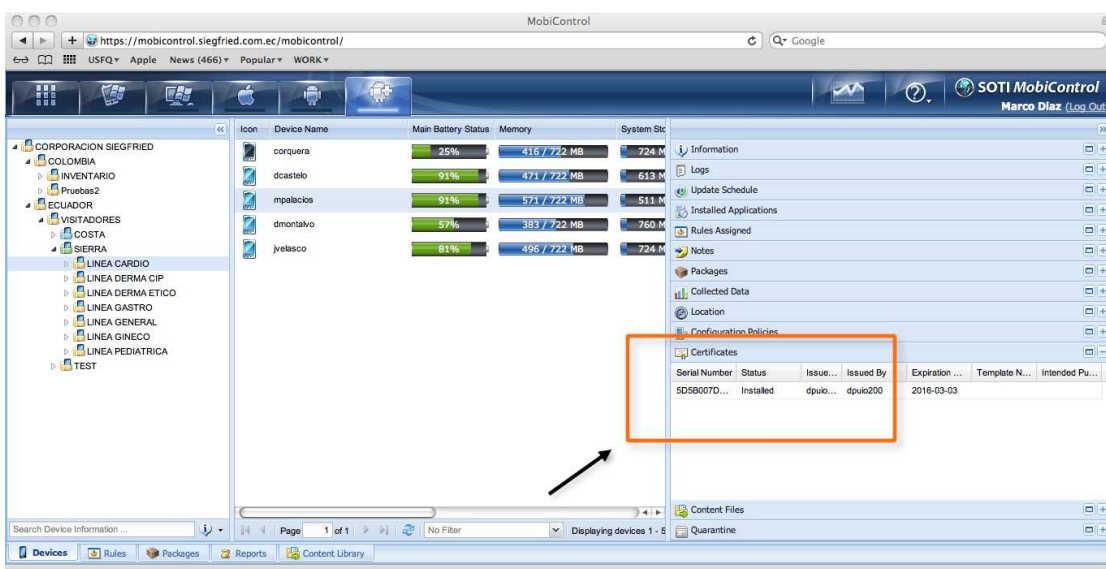 MobiControl
https://mobicontrol.siegfried.com.ec/mobicontrol/
Google
USFQ Apple News (466) Popular WORK
SOTI MobiControl
Marco Diaz (Log Out
Icon Device Name Main Battery Status Memory System Sto
CORPORACION SIEGFRIED
COLOMBIA
INVENTARIO
Pruebas2
ECUADOR
VISITADORES
COSTA
SIERRA
LINEA CARDIO
LINEA DERMA CIP
LINEA DERMA ETICO
LINEA GASTRO
LINEA GENERAL
LINEA GINECO
LINEA PEDIATRICA
TEST
corquera 25% 416 / 722 MB 724 M
dcastelo 91% 471 / 722 MB 613 M
mpalacios 91% 571 / 722 MB 511 M
dmontalvo 57% 383 / 722 MB 760 M
jvelasco 81% 496 / 722 MB 724 M
Information
Logs
Update Schedule
Installed Applications
Rules Assigned
Notes
Packages
Collected Data
Location
Configuration Policies
Certificates
Serial Number Status Issue... Issued By Expiration ... Template N... Intended Pu...
5D5B007D... Installed dpuio... dpuio200 2016-03-03
Content Files
Quarantine
Search Device Information ...
Page 1 of 1 No Filter Displaying devices 1 - 5
Devices Rules Packages Reports Content Library